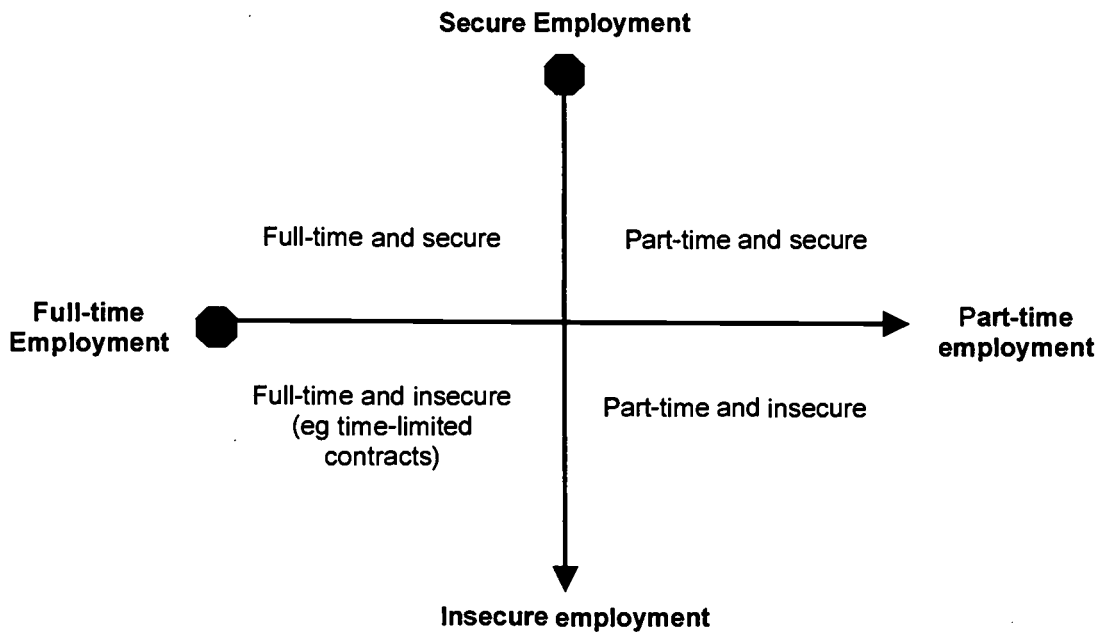 Secure Employment
Full-time and secure
Part-time and secure
Full-time
Employment
Part-time
employment
Full-time and insecure
(eg time-limited
contracts)
Part-time and insecure
Insecure employment